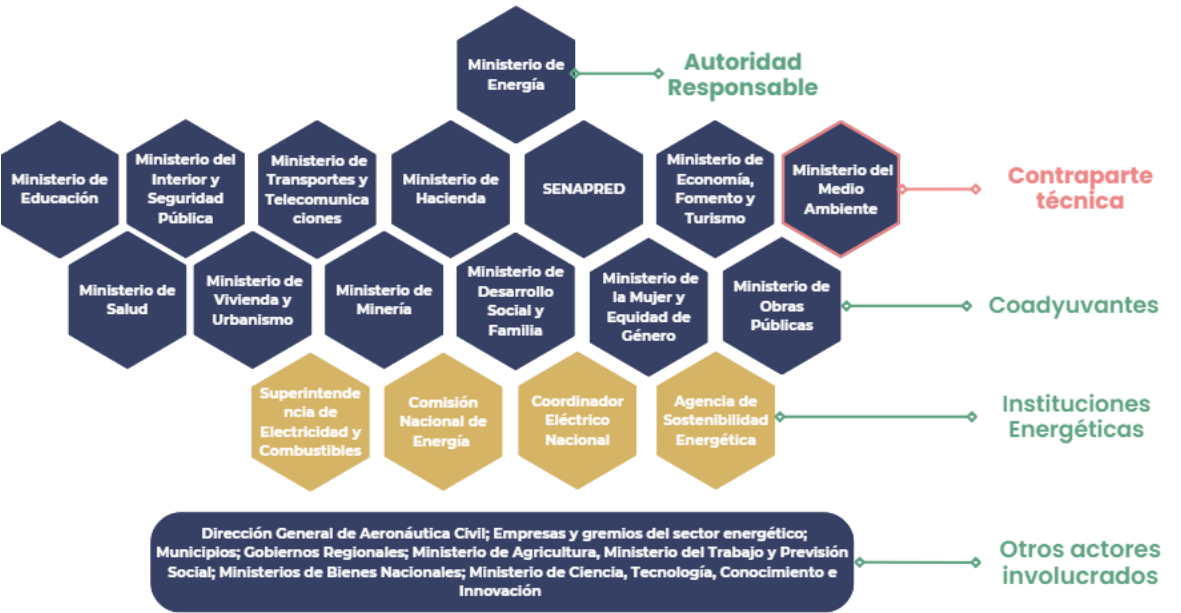 Ministerio de
Energía
Autoridad
Responsable
Ministerio de
Educación
Ministerio del
Interior y
Seguridad
Pública
Ministerio de
Transportes y
Telecomunica
ciones
Ministerio de
Hacienda
SENAPRED
Ministerio de
Economía,
Fomento y
Turismo
Ministerio del
Medio
Ambiente
Contraparte
técnica
Ministerio de
Salud
Ministerio de
Vivienda y
Urbanismo
Ministerio de
Minería
Ministerio de
Desarrollo
Social y
Familia
Ministerio de
la Mujer y
Equidad de
Género
Ministerio de
Obras
Públicas
Coadyuvantes
Superintende
ncia de
Electricidad y
Combustibles
Comisión
Nacional de
Energía
Coordinador
Eléctrico
Nacional
Agencia de
Sostenibilidad
Energética
Instituciones
Energéticas
Dirección General de Aeronáutica Civil; Empresas y gremios del sector energético;
Municipios; Gobiernos Regionales; Ministerio de Agricultura, Ministerio del Trabajo y Previsión
Social; Ministerios de Bienes Nacionales; Ministerio de Ciencia, Tecnología, Conocimiento e
Innovación
Otros actores
involucrados